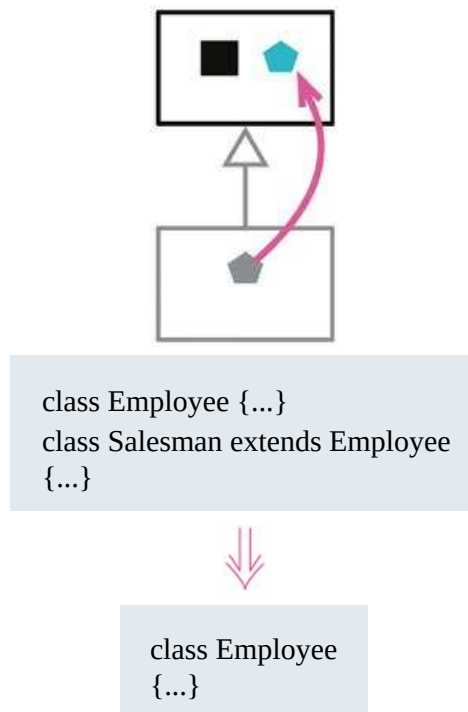 class Employee {...}
class Salesman extends Employee
{...}
class Employee
{...}